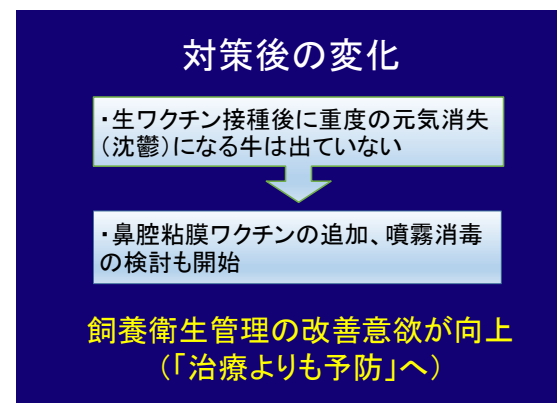 対策後の変化
・生ワクチン接種後に重度の元気消失
（沈鬱）になる牛は出ていない
・鼻腔粘膜ワクチンの追加、噴霧消毒
の検討も開始
飼養衛生管理の改善意欲が向上
（「治療よりも予防」へ）